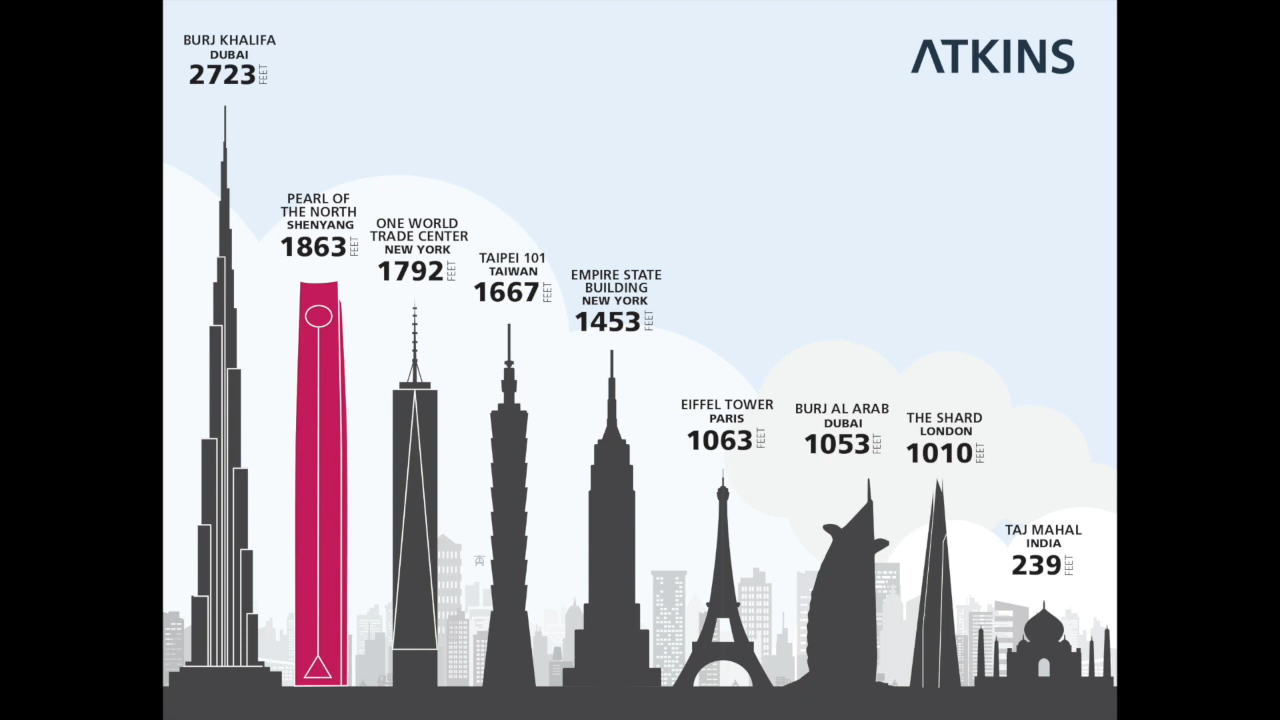 ATKINS
BURJ KHALIFA
DUBAI
2723 FEET
PEARL OF
THE NORTH
SHENYANG
1863 FEET
ONE WORLD
TRADE CENTER
NEW YORK
1792 FEET
TAIPEI 101
TAIWAN
1667 FEET
EMPIRE STATE
BUILDING
NEW YORK
1453 FEET
EIFFEL TOWER
PARIS
1063 FEET
BURJ AL ARAB
DUBAI
1053 FEET
THE SHARD
LONDON
1010 FEET
TAJ MAHAL
INDIA
239 FEET